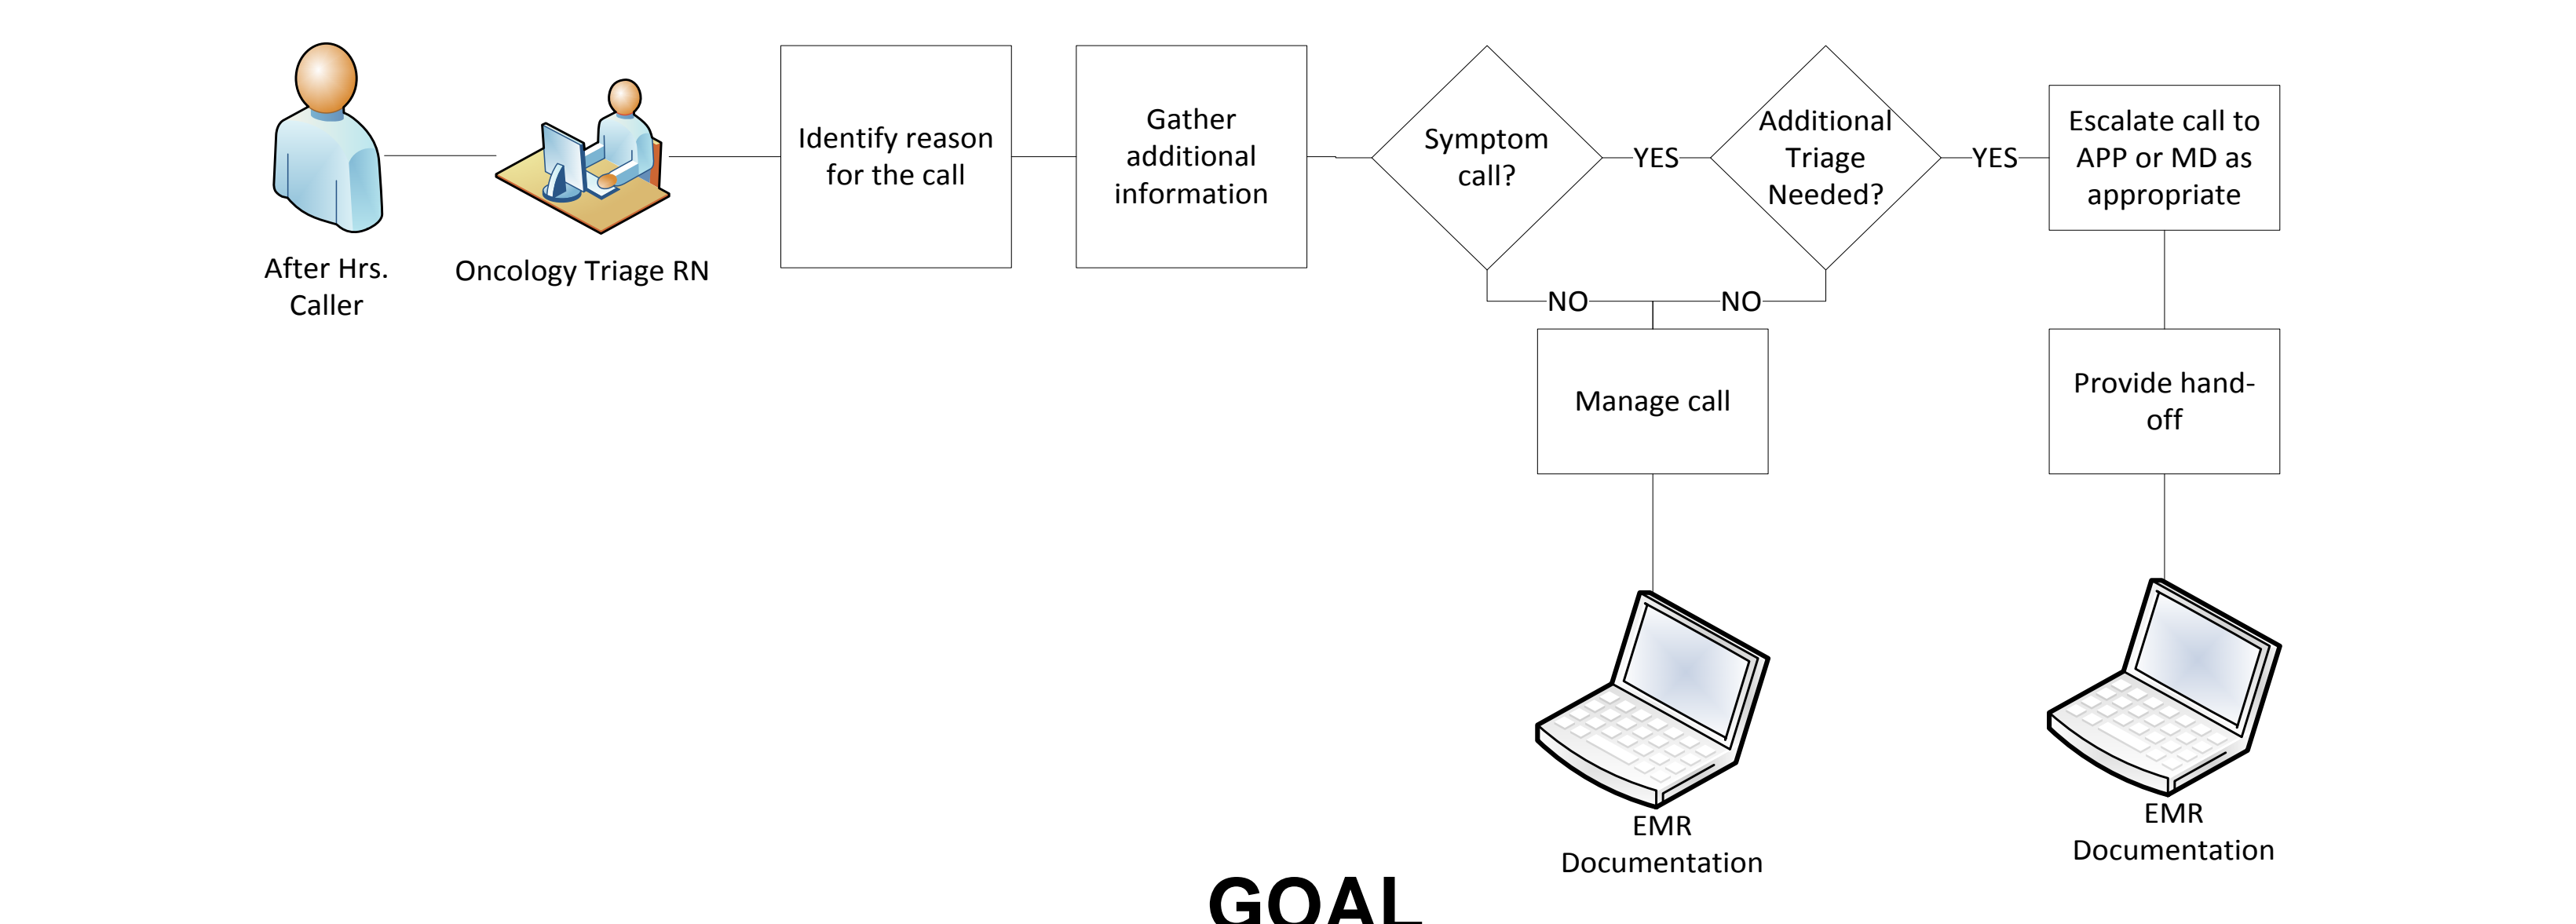 After Hrs.
Caller
Oncology Triage RN
Identify reason
for the call
Gather
additional
information
Symptom
call?
YES
Additional
Triage
Needed?
YES
Escalate call to
APP or MD as
appropriate
NO
NO
Manage call
Provide hand-
off
EMR
Documentation
EMR
Documentation
GOAL